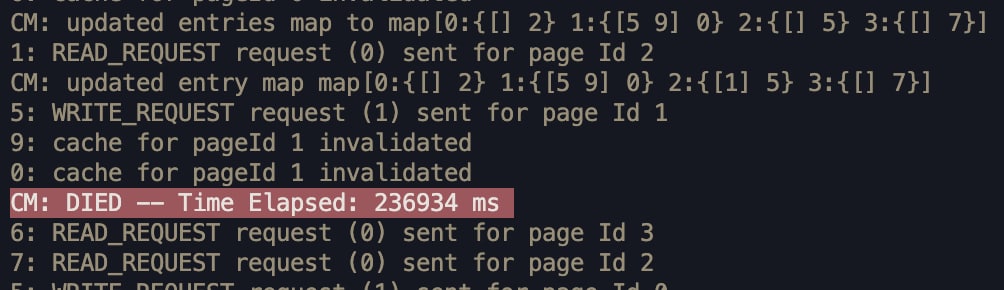 CM: updated entries map to map[0:{[] 2} 1:{[5 9] 0} 2:{[] 5} 3:{[] 7}]
1: READ_REQUEST request (0) sent for page Id 2
CM: updated entry map map[0:{[] 2} 1:{[5 9] 0} 2:{[1] 5} 3:{[] 7}]
5: WRITE_REQUEST request (1) sent for page Id 1
9: cache for pageId 1 invalidated
0: cache for pageId 1 invalidated
CM: DIED -- Time Elapsed: 236934 ms
6: READ_REQUEST request (0) sent for page Id 3
7: READ_REQUEST request (0) sent for page Id 2